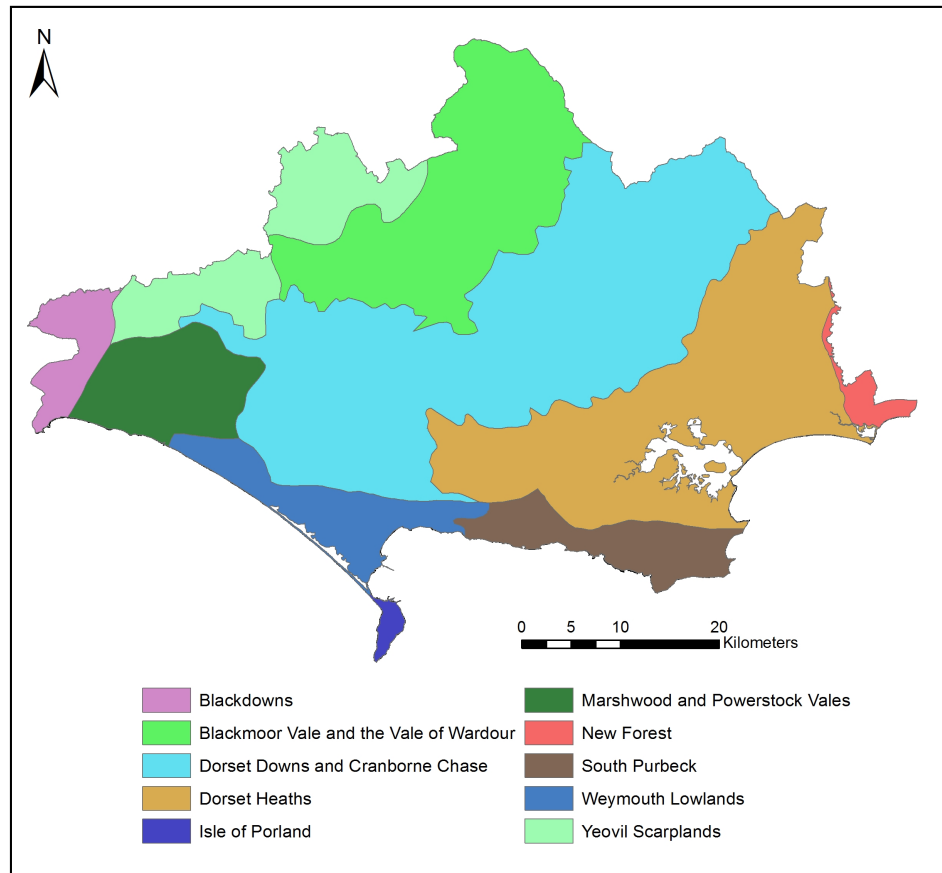 N
0 5 10 20
Kilometers
Blackdowns
Blackmoor Vale and the Vale of Wardour
Dorset Downs and Cranborne Chase
Dorset Heaths
Isle of Porland
Marshwood and Powerstock Vales
New Forest
South Purbeck
Weymouth Lowlands
Yeovil Scarplands